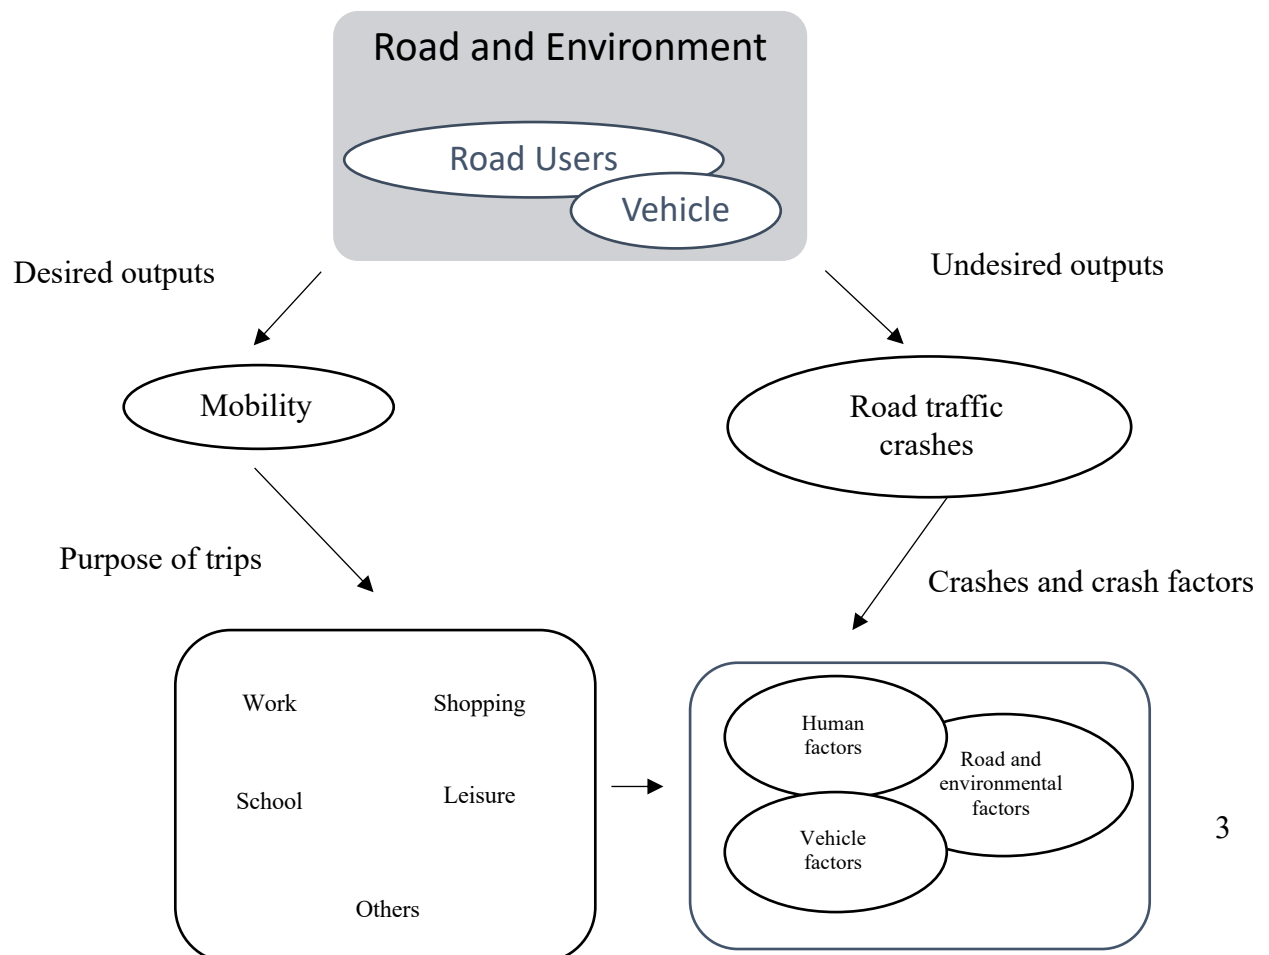 Road and Environment
Road Users
Vehicle
Desired outputs
Undesired outputs
Mobility
Road traffic
crashes
Purpose of trips
Crashes and crash factors
Work
Shopping
School
Leisure
Others
Human
factors
Road and
environmental
factors
Vehicle
factors
3